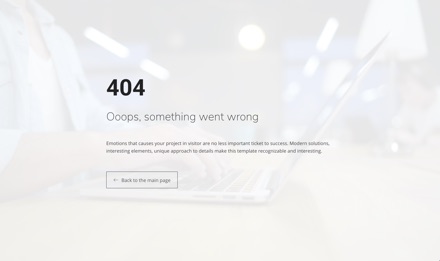 404
Ooops, something went wrong
Emotions that causes your project in visitor are no less important ticket to success. Modern solutions,
interesting elements, unique approach to details make this template recognizable and interesting.
← Back to the main page